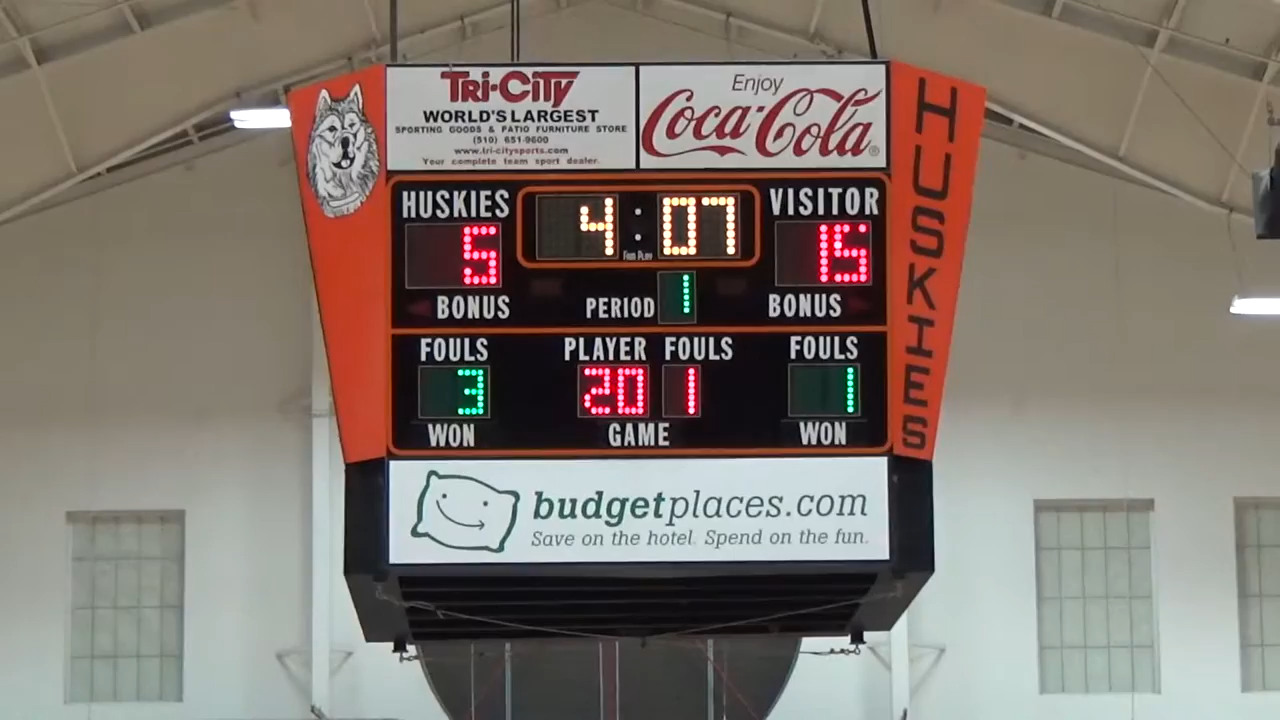 TRI-CITY
WORLD'S LARGEST
SPORTING GOODS & PATIO FURNITURE STORE
(510) 651-9600
www.tri-citysports.com
Your complete team sport dealer.
Enjoy
Coca-Cola®
HUSKIES
HUSKIES 4:07 VISITOR
5 Fair Play 15
BONUS PERIOD 1 BONUS
FOULS PLAYER FOULS FOULS
3 20 1 1
WON GAME WON
budgetplaces.com
Save on the hotel. Spend on the fun.